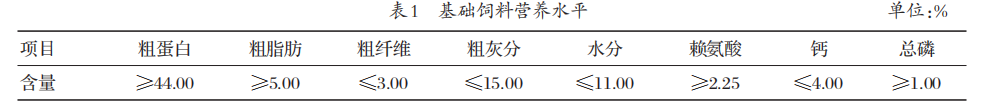 表1 基础饲料营养水平 单位:%
项目 粗蛋白 粗脂肪 粗纤维 粗灰分 水分 赖氨酸 钙 总磷
含量 ≥44.00 ≥5.00 ≤3.00 ≤15.00 ≤11.00 ≥2.25 ≤4.00 ≥1.00